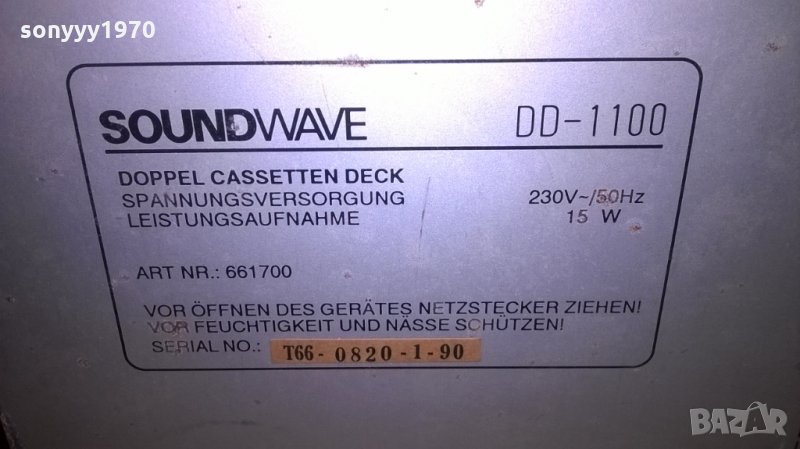 sonyyy1970
SOUNDWAVE DD-1100
DOPPEL CASSETTEN DECK
SPANNUNGSVERSORGUNG 230V~/50Hz
LEISTUNGSAUFNAHME 15 W
ART NR.: 661700
VOR ÖFFNEN DES GERÄTES NETZSTECKER ZIEHEN!
VOR FEUCHTIGKEIT UND NÄSSE SCHÜTZEN!
SERIAL NO.: T66-0820-1-90
BAZAR